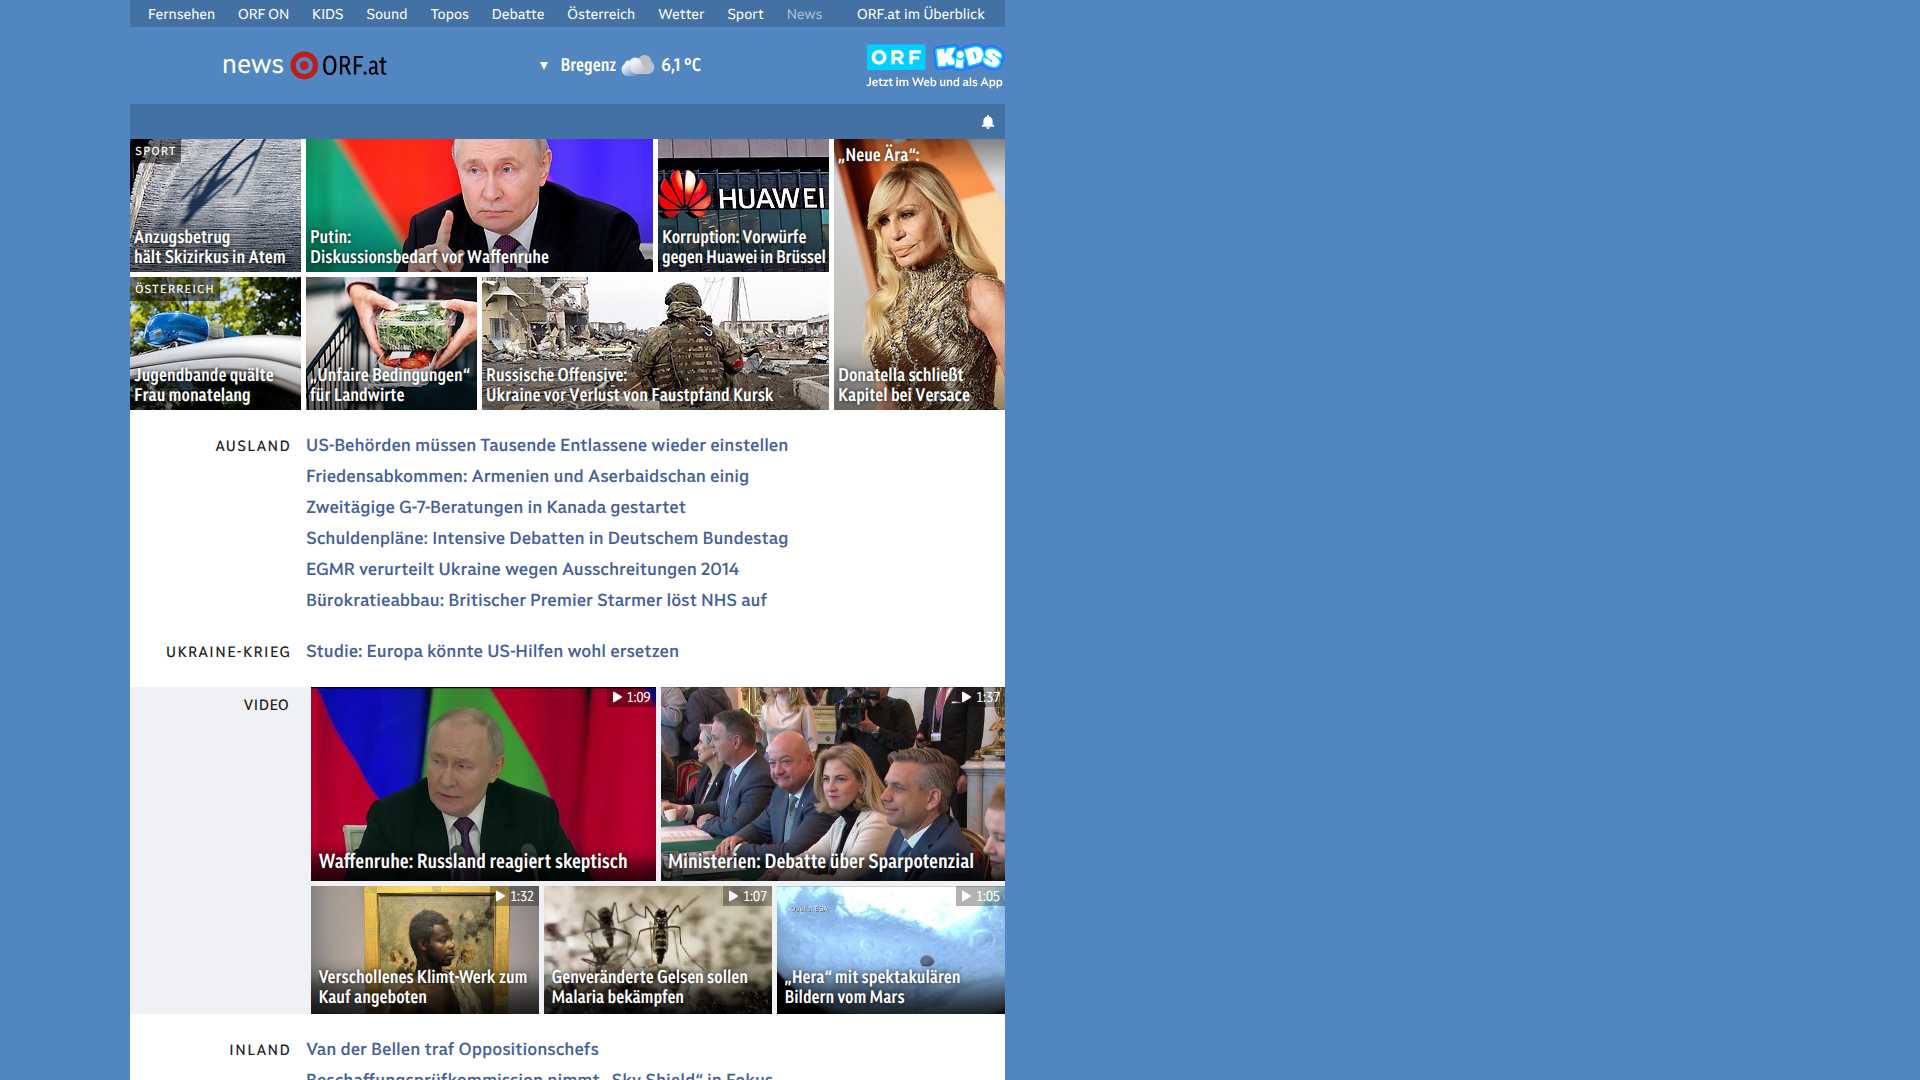 Fernsehen ORF ON KIDS Sound Topos Debatte Österreich Wetter Sport News ORF.at im Überblick
news ORF.at
Bregenz 6,1 °C
ORF KiDS
Jetzt im Web und als App
SPORT
Anzugsbetrug
hält Skizirkus in Atem
Putin:
Diskussionsbedarf vor Waffenruhe
HUAWEI
Korruption: Vorwürfe
gegen Huawei in Brüssel
„Neue Ära“:
Donatella schließt
Kapitel bei Versace
ÖSTERREICH
Jugendbande quälte
Frau monatelang
„Unfaire Bedingungen“
für Landwirte
Russische Offensive:
Ukraine vor Verlust von Faustpfand Kursk
AUSLAND
US-Behörden müssen Tausende Entlassene wieder einstellen
Friedensabkommen: Armenien und Aserbaidschan einig
Zweitägige G-7-Beratungen in Kanada gestartet
Schuldenpläne: Intensive Debatten in Deutschem Bundestag
EGMR verurteilt Ukraine wegen Ausschreitungen 2014
Bürokratieabbau: Britischer Premier Starmer löst NHS auf
UKRAINE-KRIEG
Studie: Europa könnte US-Hilfen wohl ersetzen
VIDEO
1:09
Waffenruhe: Russland reagiert skeptisch
1:37
Ministerien: Debatte über Sparpotenzial
1:32
Verschollenes Klimt-Werk zum
Kauf angeboten
1:07
Genveränderte Gelsen sollen
Malaria bekämpfen
1:05
„Hera“ mit spektakulären
Bildern vom Mars
INLAND
Van der Bellen traf Oppositionschefs
Beschaffungsprüfkommission nimmt „Sky Shield“ in Fokus